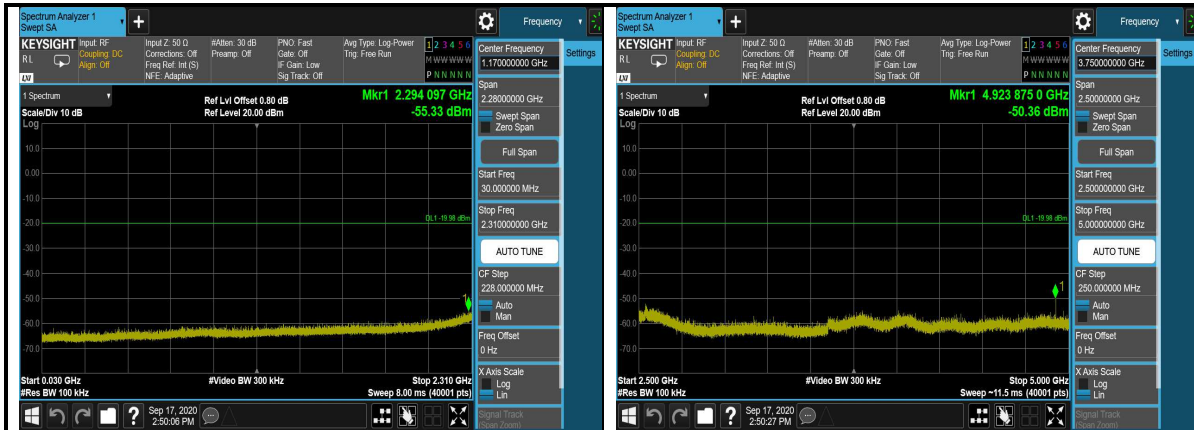 Spectrum Analyzer 1
Swept SA
+
Frequency
KEYSIGHT
RL
LXI
Input: RF
Coupling: DC
Align: Off
Input Z: 50 Ω
Corrections: Off
Freq Ref: Int (S)
NFE: Adaptive
#Atten: 30 dB
Preamp: Off
PNO: Fast
Gate: Off
IF Gain: Low
Sig Track: Off
Avg Type: Log-Power
Trig: Free Run
1 2 3 4 5 6
M W W W W W
P N N N N N
1 Spectrum
Scale/Div 10 dB
Log
Ref Lvl Offset 0.80 dB
Ref Level 20.00 dBm
Mkr1 2.294 097 GHz
-55.33 dBm
10.0
0.00
-10.0
-20.0
-30.0
-40.0
-50.0
-60.0
-70.0
DL1 -19.98 dBm
1
Start 0.030 GHz
#Res BW 100 kHz
#Video BW 300 kHz
Stop 2.310 GHz
Sweep 8.00 ms (40001 pts)
Sep 17, 2020
2:50:06 PM
Center Frequency
1.170000000 GHz
Span
2.28000000 GHz
Swept Span
Zero Span
Full Span
Start Freq
30.000000 MHz
Stop Freq
2.310000000 GHz
AUTO TUNE
CF Step
228.000000 MHz
Auto
Man
Freq Offset
0 Hz
X Axis Scale
Log
Lin
Signal Track
(Span Zoom)
Settings
Spectrum Analyzer 1
Swept SA
+
Frequency
KEYSIGHT
RL
LXI
Input: RF
Coupling: DC
Align: Off
Input Z: 50 Ω
Corrections: Off
Freq Ref: Int (S)
NFE: Adaptive
#Atten: 30 dB
Preamp: Off
PNO: Fast
Gate: Off
IF Gain: Low
Sig Track: Off
Avg Type: Log-Power
Trig: Free Run
1 2 3 4 5 6
M W W W W W
P N N N N N
1 Spectrum
Scale/Div 10 dB
Log
Ref Lvl Offset 0.80 dB
Ref Level 20.00 dBm
Mkr1 4.923 875 0 GHz
-50.36 dBm
10.0
0.00
-10.0
-20.0
-30.0
-40.0
-50.0
-60.0
-70.0
DL1 -19.98 dBm
1
Start 2.500 GHz
#Res BW 100 kHz
#Video BW 300 kHz
Stop 5.000 GHz
Sweep ~11.5 ms (40001 pts)
Sep 17, 2020
2:50:27 PM
Center Frequency
3.750000000 GHz
Span
2.50000000 GHz
Swept Span
Zero Span
Full Span
Start Freq
2.500000000 GHz
Stop Freq
5.000000000 GHz
AUTO TUNE
CF Step
250.000000 MHz
Auto
Man
Freq Offset
0 Hz
X Axis Scale
Log
Lin
Signal Track
(Span Zoom)
Settings